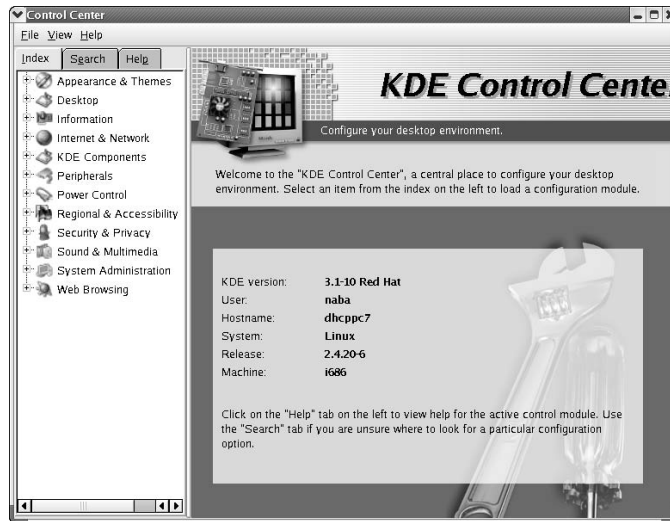 Control Center
File View Help
Index Search Help
Appearance & Themes
Desktop
Information
Internet & Network
KDE Components
Peripherals
Power Control
Regional & Accessibility
Security & Privacy
Sound & Multimedia
System Administration
Web Browsing
KDE Control Cente
Configure your desktop environment.
Welcome to the "KDE Control Center", a central place to configure your desktop
environment. Select an item from the index on the left to load a configuration module.
KDE version: 3.1-10 Red Hat
User: naba
Hostname: dhcppc7
System: Linux
Release: 2.4.20-6
Machine: i686
Click on the "Help" tab on the left to view help for the active control module. Use
the "Search" tab if you are unsure where to look for a particular configuration
option.